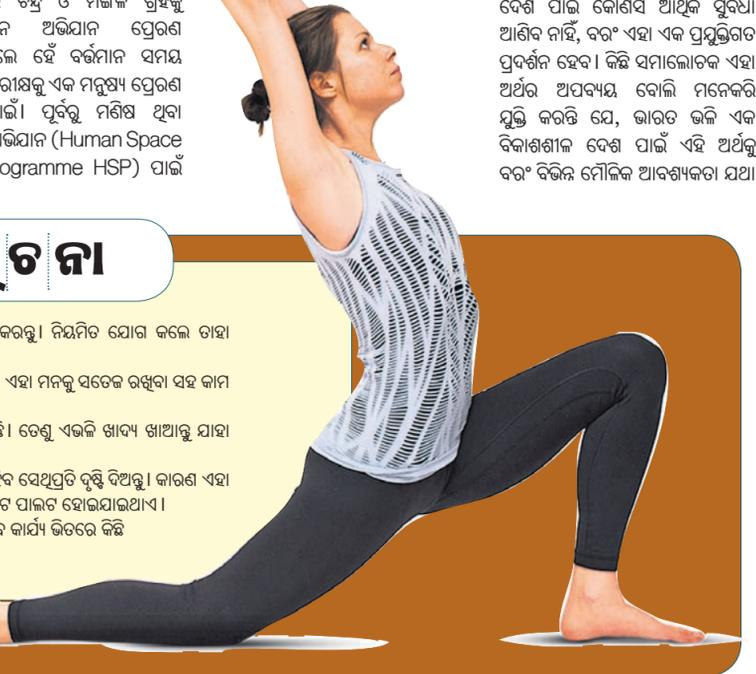 ଚନ୍ଦ୍ର ଓ ମଙ୍ଗଳ ଗ୍ରହକୁ
ଅଭିଯାନ ପ୍ରେରଣ
ହେଁ ବର୍ତ୍ତମାନ ସମୟ
ଏକ ମନୁଷ୍ୟ ପ୍ରେରଣ
ପୂର୍ବରୁ ମଣିଷ ଥିବା
(Human Space
HSP) ପାଇଁ
ଦେଶ ପାଇଁ କୌଣସି ଆର୍ଥିକ ସୁବିଧା
ଆଣିବ ନାହିଁ, ବରଂ ଏହା ଏକ ପ୍ରଯୁକ୍ତିଗତ
ପ୍ରଦର୍ଶନ ହେବ। କିଛି ସମାଲୋଚକ ଏହା
ଅର୍ଥର ଅପବ୍ୟୟ ବୋଲି ମନେକରି
ଯୁକ୍ତି କରନ୍ତି ଯେ, ଭାରତ ଭଳି ଏକ
ବିକାଶଶୀଳ ଦେଶ ପାଇଁ ଏହି ଅର୍ଥକୁ
ବରଂ ବିଭିନ୍ନ ମୌଳିକ ଆବଶ୍ୟକତା ଯଥା
ଚନା
କରନ୍ତୁ। ନିୟମିତ ଯୋଗ କଲେ ତାହା
ଏହା ମନକୁ ସତେଜ ରଖିବା ସହ କାମ
ତେଣୁ ଏଭଳି ଖାଦ୍ୟ ଖାଆନ୍ତୁ ଯାହା
ସେଥିପ୍ରତି ଦୃଷ୍ଟି ଦିଅନ୍ତୁ। କାରଣ ଏହା
ପାଲଟ ହୋଇଯାଇଥାଏ।
କାର୍ଯ୍ୟ ଭିତରେ କିଛି